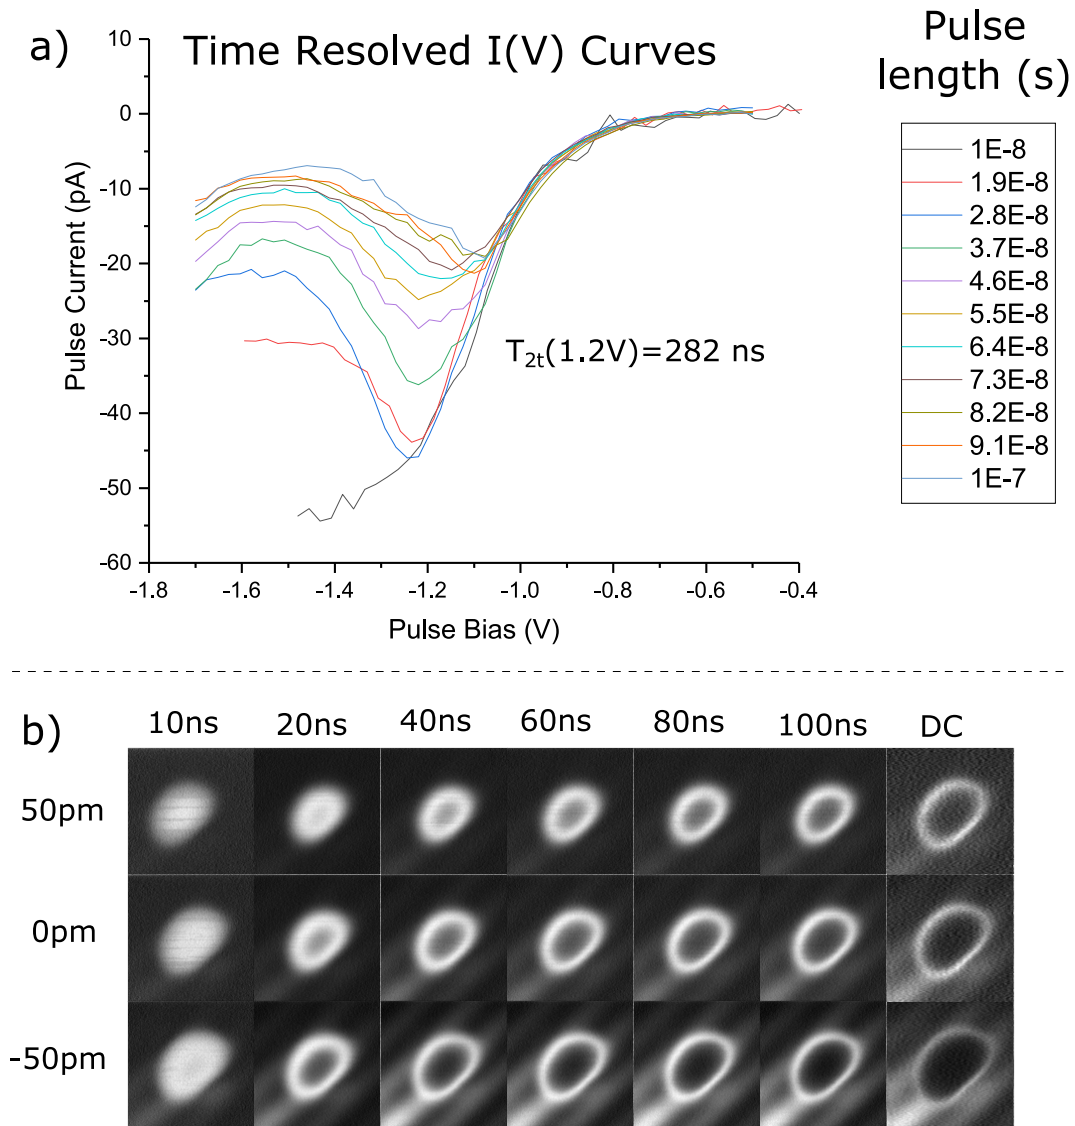 a)
Time Resolved I(V) Curves
Pulse
length (s)
10
0
-10
-20
-30
-40
-50
-60
Pulse Current (pA)
T2t(1.2V)=282 ns
-1.8
-1.6
-1.4
-1.2
-1.0
-0.8
-0.6
-0.4
Pulse Bias (V)
1E-8
1.9E-8
2.8E-8
3.7E-8
4.6E-8
5.5E-8
6.4E-8
7.3E-8
8.2E-8
9.1E-8
1E-7
b)
10ns 20ns 40ns 60ns 80ns 100ns DC
50pm
0pm
-50pm